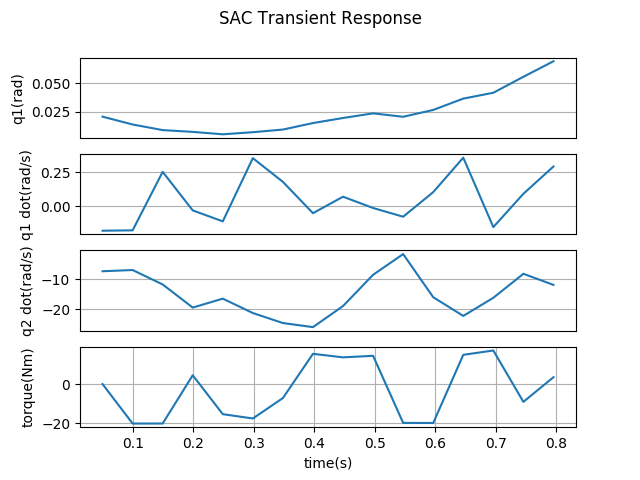 SAC Transient Response
q1(rad)
0.050
0.025
q1 dot(rad/s)
0.25
0.00
q2 dot(rad/s)
−10
−20
torque(Nm)
0
−20
0.1 0.2 0.3 0.4 0.5 0.6 0.7 0.8
time(s)